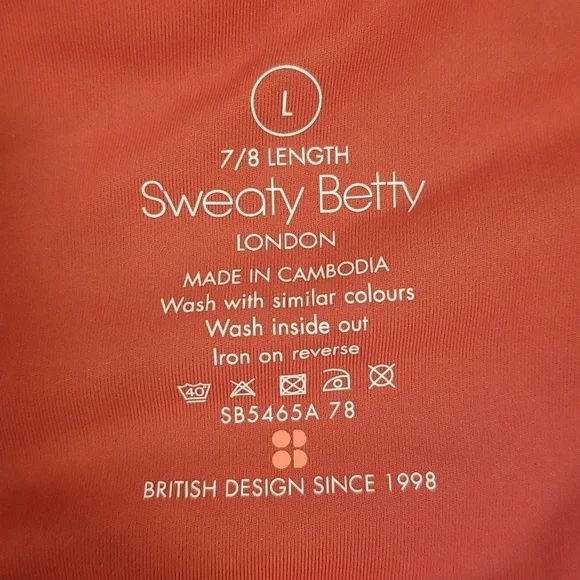 L
7/8 LENGTH
Sweaty Betty
LONDON
MADE IN CAMBODIA
Wash with similar colours
Wash inside out
Iron on reverse
40
SB5465A 78
BRITISH DESIGN SINCE 1998